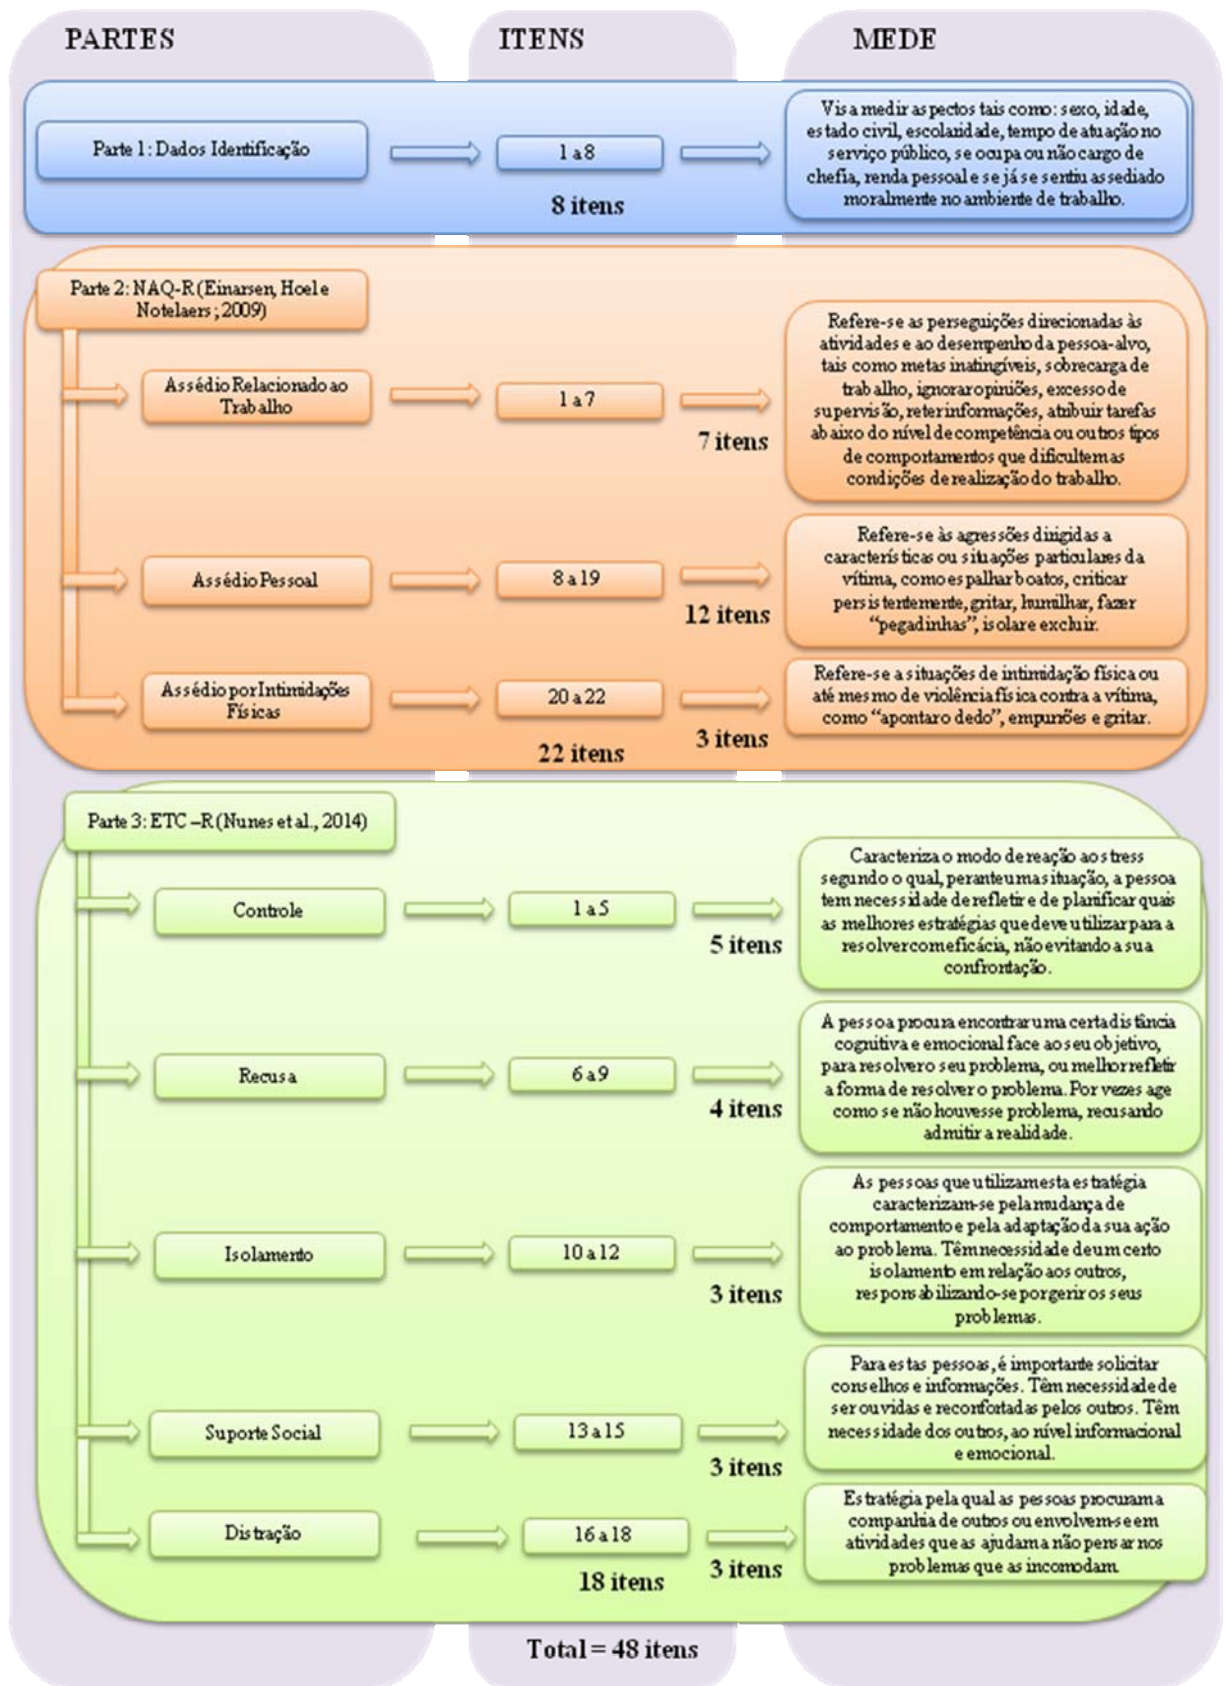 PARTES
ITENS
MEDE
Parte 1: Dados Identificação
1 a 8
8 itens
Visa medir aspectos tais como: sexo, idade,
estado civil, escolaridade, tempo de atuação no
serviço público, se ocupa ou não cargo de
chefia, renda pessoal e se já se sentiu assediado
moralmente no ambiente de trabalho.
Parte 2: NAQ-R (Einarsen, Hoel e
Notelaers; 2009)
Assédio Relacionado ao
Trabalho
1 a 7
7 itens
Refere-se as perseguições direcionadas às
atividades e ao desempenho da pessoa-alvo,
tais como metas inatingíveis, sobrecarga de
trabalho, ignorar opiniões, excesso de
supervisão, reter informações, atribuir tarefas
abaixo do nível de competência ou outros tipos
de comportamentos que dificultem as
condições de realização do trabalho.
Assédio Pessoal
8 a 19
12 itens
Refere-se às agressões dirigidas a
características ou situações particulares da
vítima, como espalhar boatos, criticar
persistentemente, gritar, humilhar, fazer
“pegadinhas”, isolar e excluir.
Assédio por Intimidações
Físicas
20 a 22
3 itens
22 itens
Refere-se a situações de intimidação física ou
até mesmo de violência física contra a vítima,
como “apontar o dedo”, empurrões e gritar.
Parte 3: ETC –R (Nunes et al., 2014)
Controle
1 a 5
5 itens
Caracteriza o modo de reação ao stress
segundo o qual, perante uma situação, a pessoa
tem necessidade de refletir e de planificar quais
as melhores estratégias que deve utilizar para a
resolver com eficácia, não evitando a sua
confrontação.
Recusa
6 a 9
4 itens
A pessoa procura encontrar uma certa distância
cognitiva e emocional face ao seu objetivo,
para resolver o seu problema, ou melhor refletir
a forma de resolver o problema. Por vezes age
como se não houvesse problema, recusando
admitir a realidade.
Isolamento
10 a 12
3 itens
As pessoas que utilizam esta estratégia
caracterizam-se pela mudança de
comportamento e pela adaptação da sua ação
ao problema. Têm necessidade de um certo
isolamento em relação aos outros,
responsabilizando-se por gerir os seus
problemas.
Suporte Social
13 a 15
3 itens
Para estas pessoas, é importante solicitar
conselhos e informações. Têm necessidade de
ser ouvidas e reconfortadas pelos outros. Têm
necessidade dos outros, ao nível informacional
e emocional.
Distração
16 a 18
3 itens
18 itens
Estratégia pela qual as pessoas procuram a
companhia de outros ou envolvem-se em
atividades que as ajudam a não pensar nos
problemas que as incomodam.
Total = 48 itens